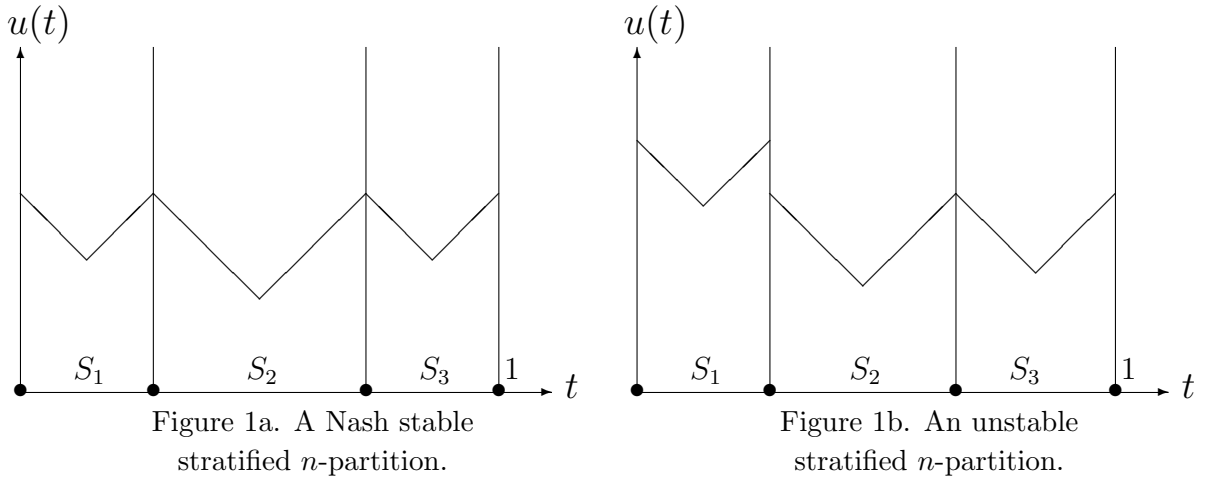 u(t)
S₁ S₂ S₃ 1 t
Figure 1a. A Nash stable
stratified n-partition.
u(t)
S₁ S₂ S₃ 1 t
Figure 1b. An unstable
stratified n-partition.